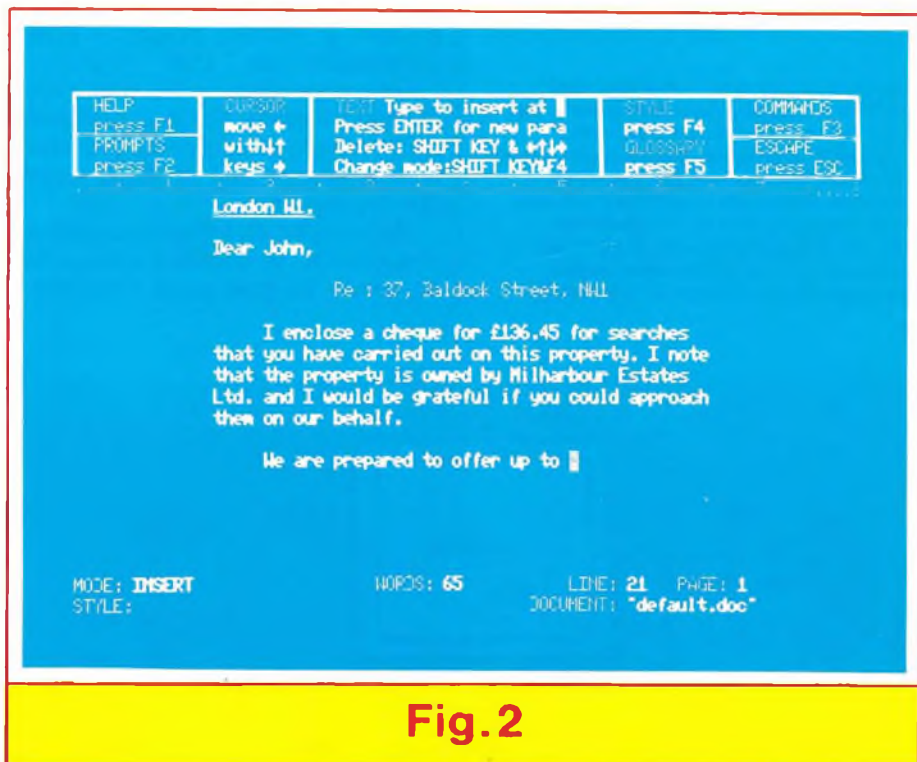 HELP CURSOR TEXT Type to insert at STYLE COMMANDS
press F1 move ← Press ENTER for new para press F4 press F3
PROMPTS with↓↑ Delete: SHIFT KEY & ←↑↓→ GLOSSARY ESCAPE
press F2 keys → Change mode:SHIFT KEY&F4 press F5 press ESC
London W1.
Dear John,
Re : 37, Baldock Street, NW1
I enclose a cheque for £136.45 for searches
that you have carried out on this property. I note
that the property is owned by Milharbour Estates
Ltd. and I would be grateful if you could approach
them on our behalf.
We are prepared to offer up to
MODE: INSERT WORDS: 65 LINE: 21 PAGE: 1
STYLE: DOCUMENT: "default.doc"
Fig.2